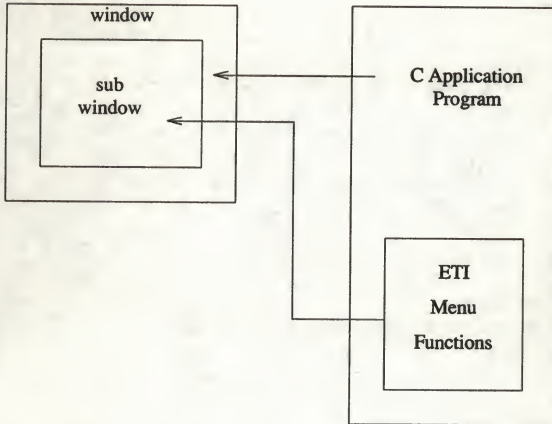 window
sub
window
C Application
Program
ETI
Menu
Functions